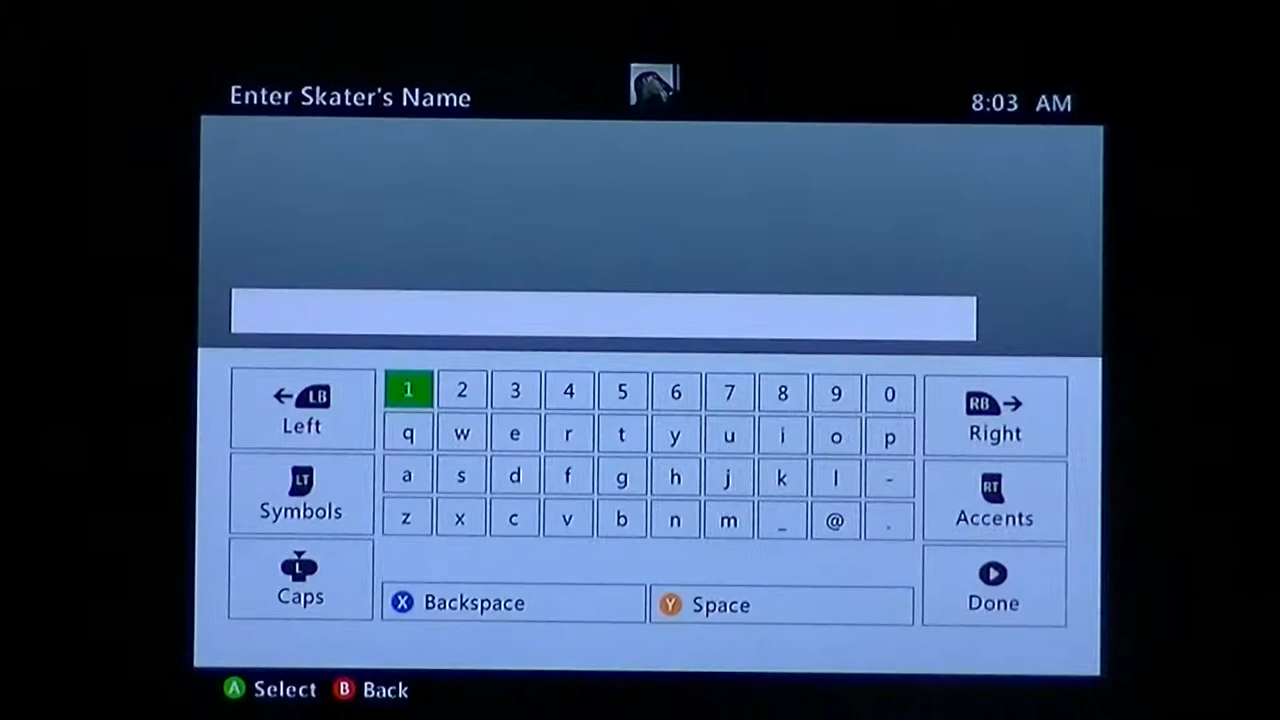 Enter Skater's Name
8:03 AM
LB
Left
1 2 3 4 5 6 7 8 9 0
RB
Right
q w e r t y u i o p
LT
Symbols
a s d f g h j k l -
RT
Accents
z x c v b n m _ @ .
L
Caps
X Backspace
Y Space
Done
A Select B Back